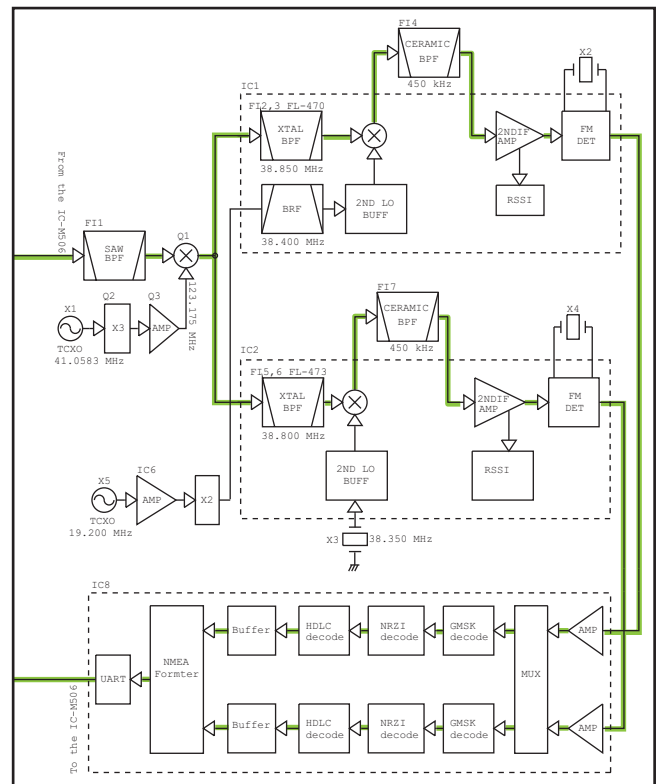 FI4
CERAMIC
BPF
450 kHz
X2
IC1
FI2,3 FL-470
XTAL
BPF
38.850 MHz
2NDIF
AMP
FM
DET
RSSI
BRF
38.400 MHz
2ND LO
BUFF
From the IC-M506
FI1
SAW
BPF
Q1
123.175 MHz
X1
TCXO
41.0583 MHz
Q2
X3
Q3
AMP
FI7
CERAMIC
BPF
450 kHz
X4
IC2
FI5,6 FL-473
XTAL
BPF
38.800 MHz
2NDIF
AMP
FM
DET
RSSI
2ND LO
BUFF
X3
38.350 MHz
X5
TCXO
19.200 MHz
IC6
AMP
X2
IC8
UART
NMEA
Formter
Buffer
HDLC
decode
NRZI
decode
GMSK
decode
MUX
AMP
Buffer
HDLC
decode
NRZI
decode
GMSK
decode
AMP
To the IC-M506